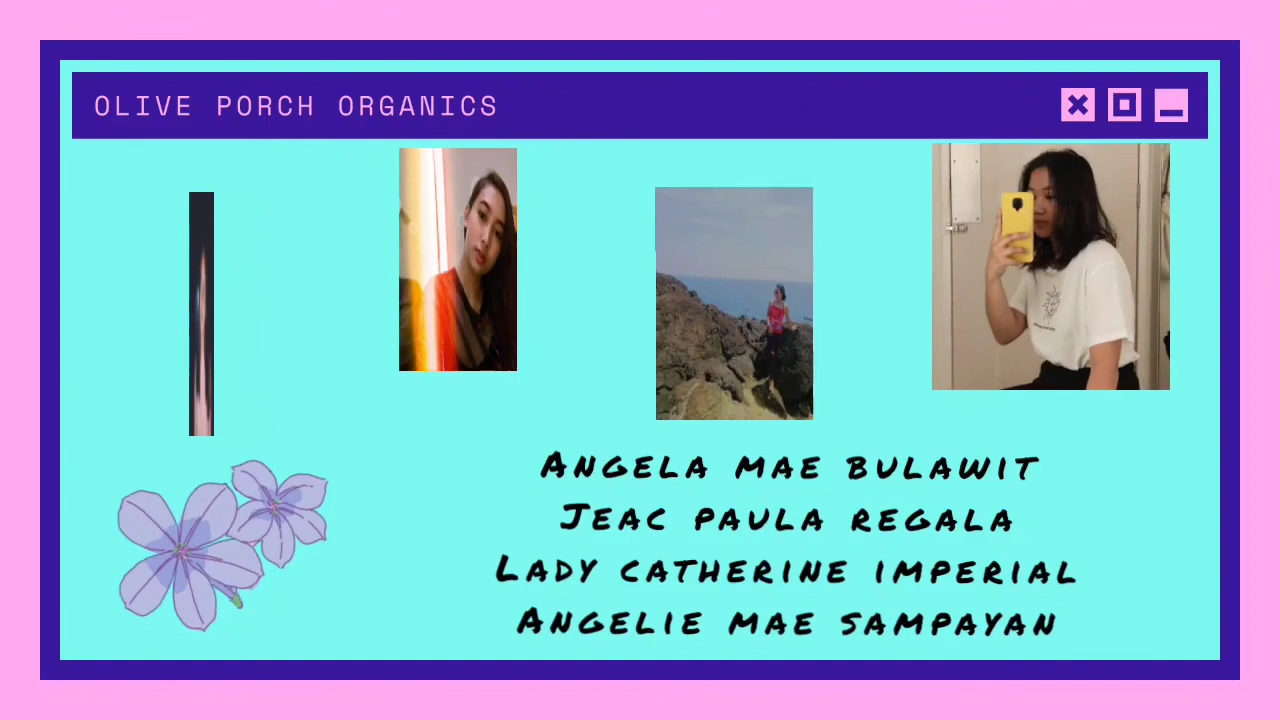 OLIVE PORCH ORGANICS
ANGELA MAE BULAWIT
JEAC PAULA REGALA
LADY CATHERINE IMPERIAL
ANGELIE MAE SAMPAYAN